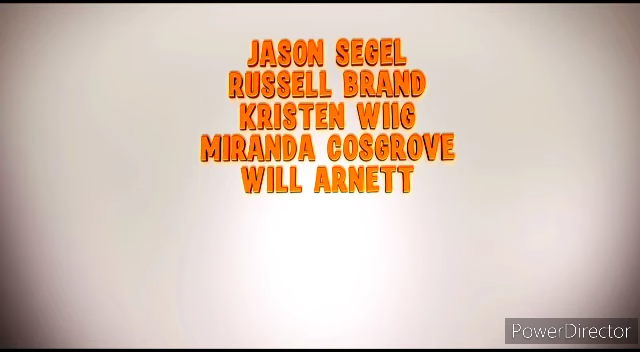 JASON SEGEL
RUSSELL BRAND
KRISTEN WIIG
MIRANDA COSGROVE
WILL ARNETT
PowerDirector